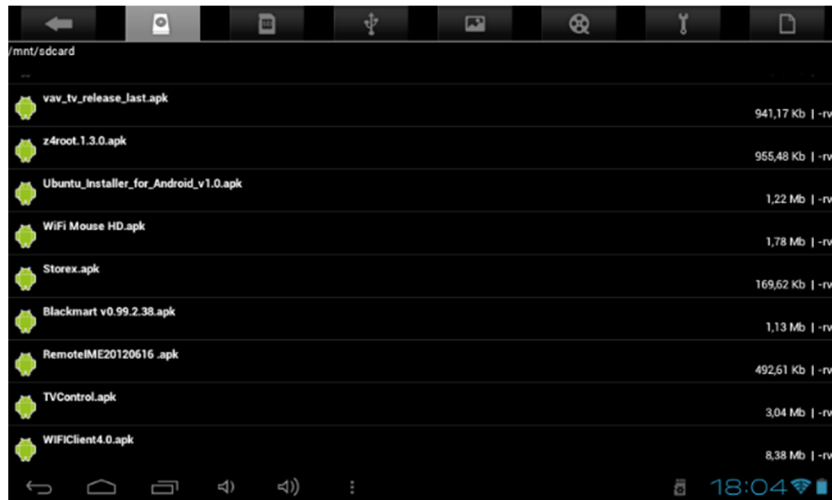 /mnt/sdcard
vav_tv_release_last.apk
941,17 Kb | -rv
z4root.1.3.0.apk
955,48 Kb | -rv
Ubuntu_Installer_for_Android_v1.0.apk
1,22 Mb | -rv
WiFi Mouse HD.apk
1,78 Mb | -rv
Storex.apk
169,62 Kb | -rv
Blackmart v0.99.2.38.apk
1,13 Mb | -rv
RemoteIME20120616 .apk
492,61 Kb | -rv
TVControl.apk
3,04 Mb | -rv
WIFIClient4.0.apk
8,38 Mb | -rv
18:04